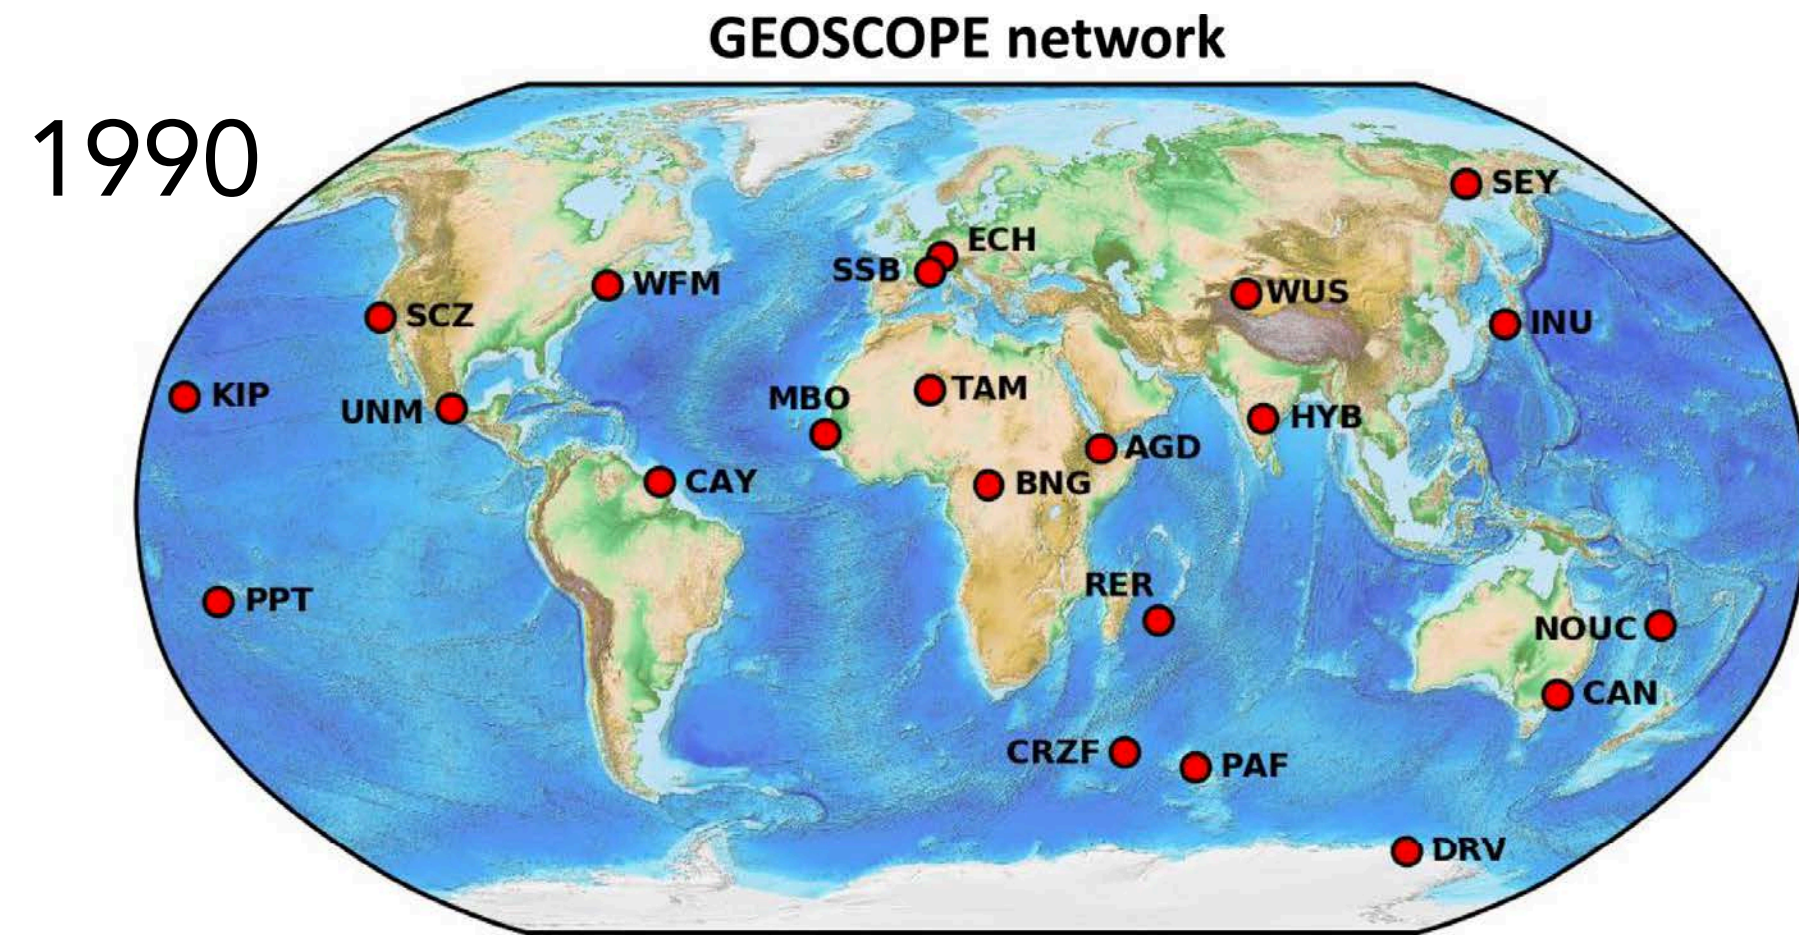 GEOSCOPE network
1990
SEY
ECH
SSB
WFM
WUS
SCZ
INU
KIP
UNM
MBO
TAM
HYB
AGD
CAY
BNG
RER
PPT
NOUC
CAN
CRZF
PAF
DRV